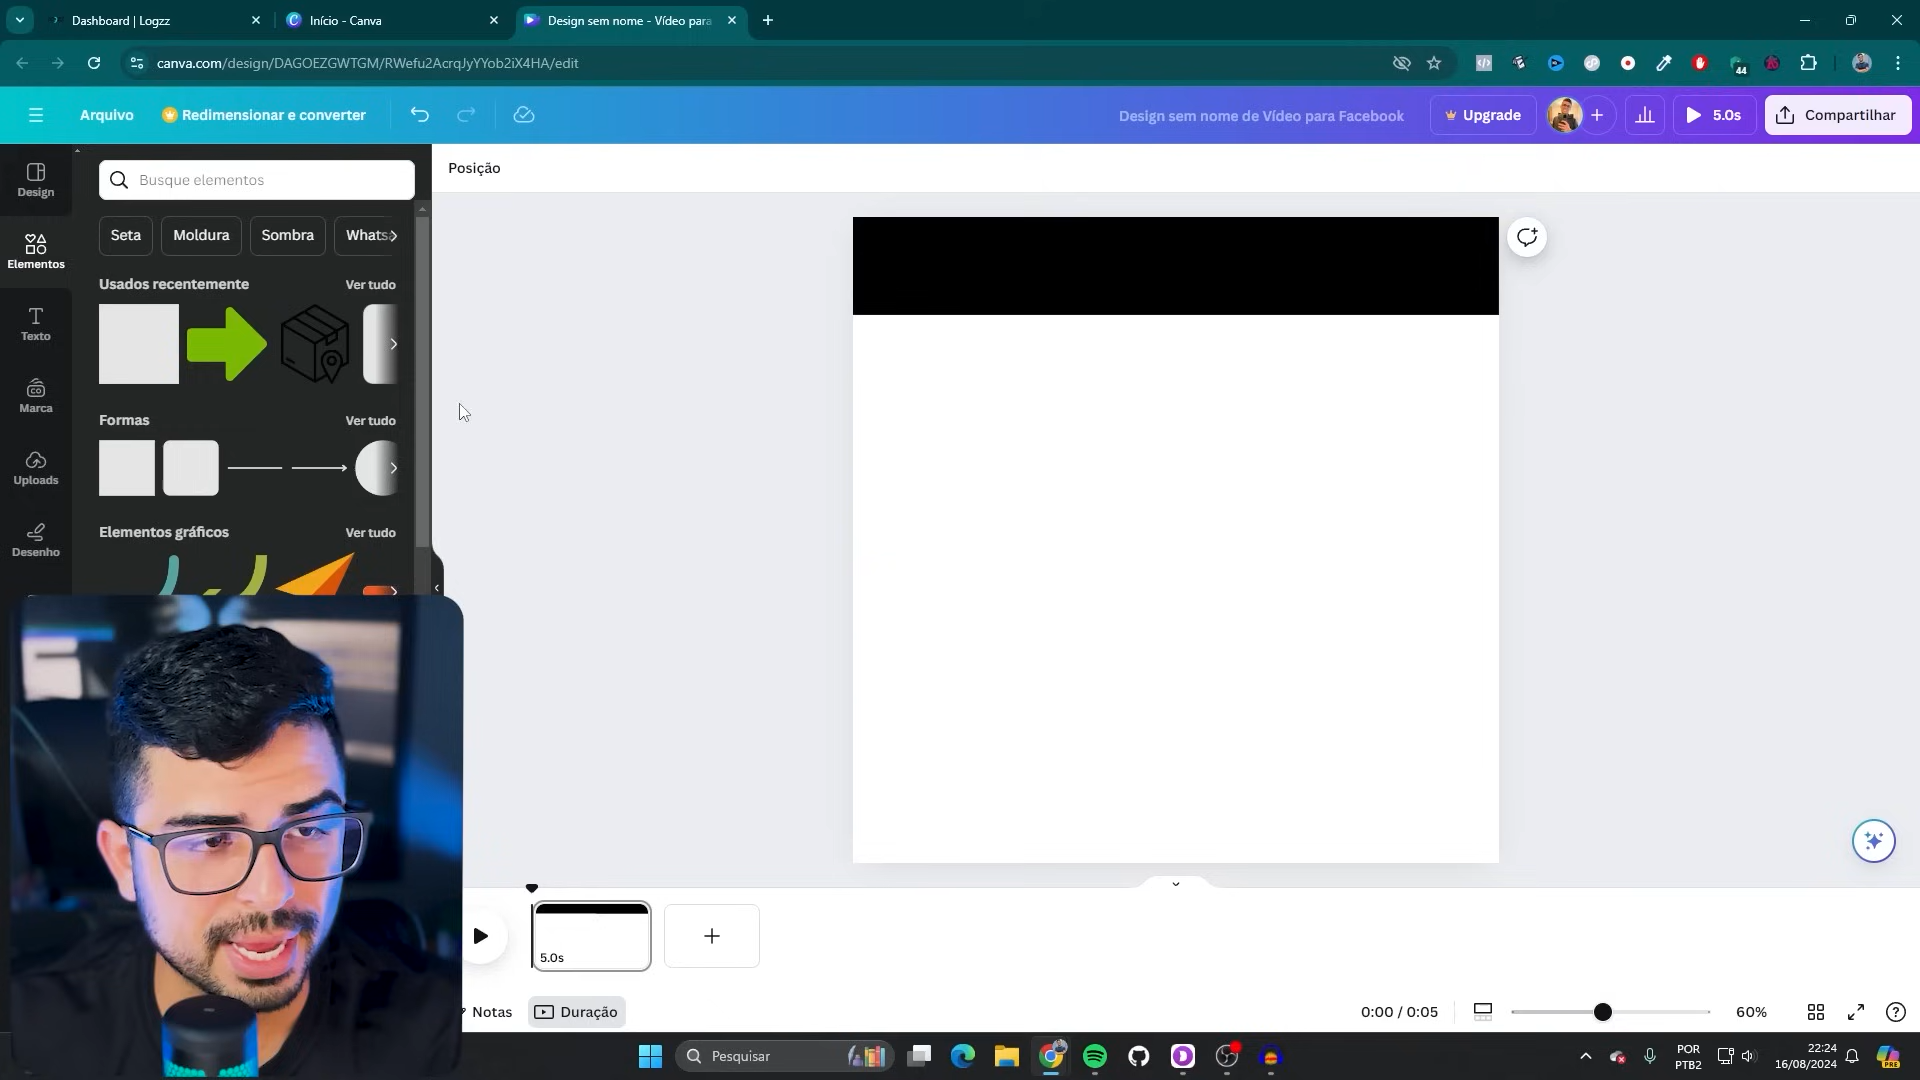 Dashboard | Logzz
Início - Canva
Design sem nome - Vídeo para
canva.com/design/DAGOEZGWTGM/RWefu2AcrqJyYYob2iX4HA/edit
44
Arquivo
Redimensionar e converter
Design sem nome de Vídeo para Facebook
Upgrade
5.0s
Compartilhar
Design
Elementos
Texto
Marca
Uploads
Desenho
Busque elementos
Seta
Moldura
Sombra
Whats
Usados recentemente
Ver tudo
Formas
Ver tudo
Elementos gráficos
Ver tudo
Posição
5.0s
Notas
Duração
0:00 / 0:05
60%
Pesquisar
POR
PTB2
22:24
16/08/2024
PRE